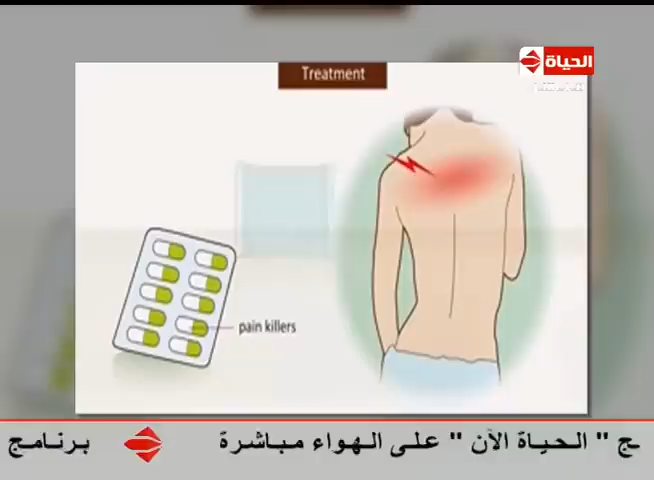 Treatment
الحياة
pain killers
ج " الحياة الآن " على الهواء مباشرة
برنامج